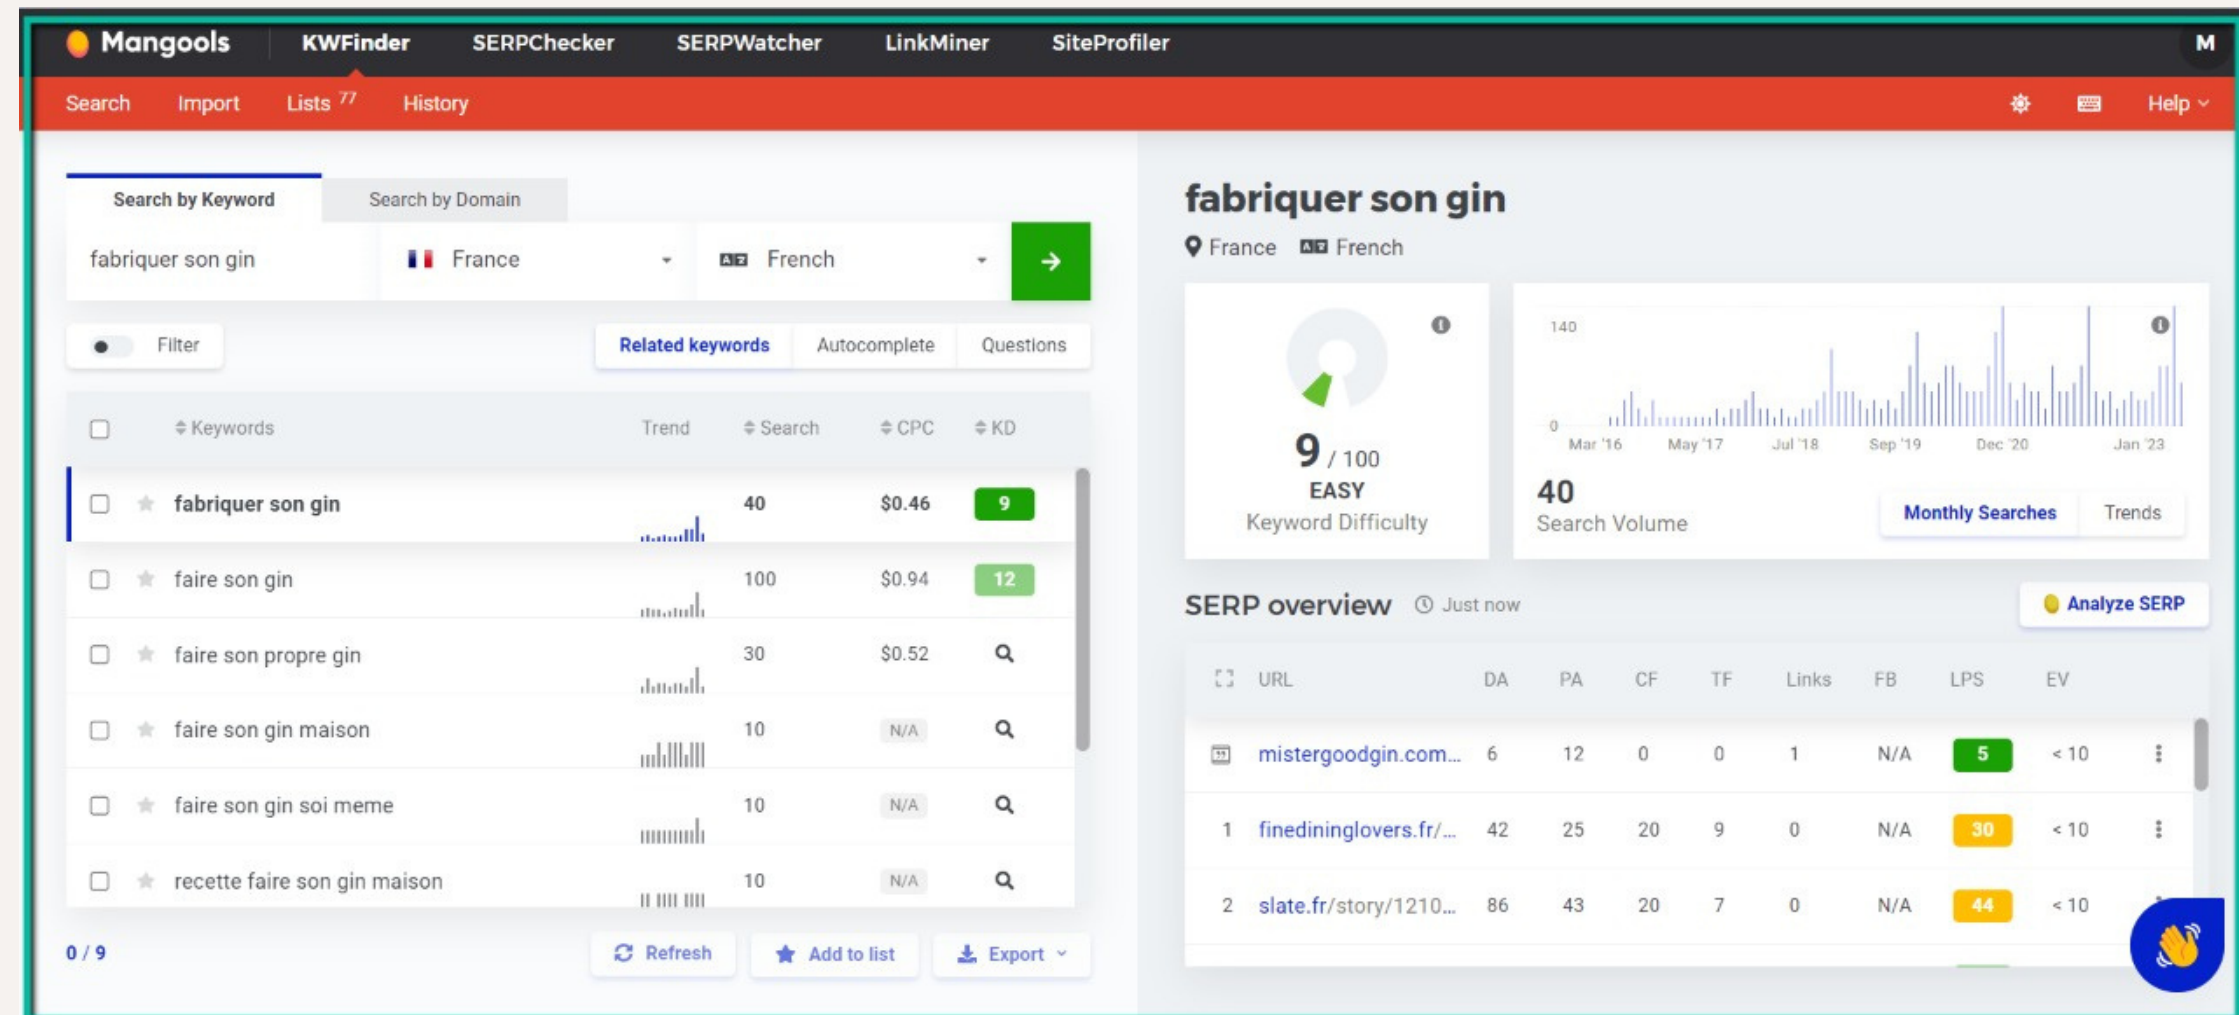 Mangools KWFinder SERPChecker SERPWatcher LinkMiner SiteProfiler M
Search Import Lists 77 History Help
Search by Keyword Search by Domain
fabriquer son gin France French
Filter Related keywords Autocomplete Questions
Keywords Trend Search CPC KD
fabriquer son gin 40 $0.46 9
faire son gin 100 $0.94 12
faire son propre gin 30 $0.52
faire son gin maison 10 N/A
faire son gin soi meme 10 N/A
recette faire son gin maison 10 N/A
0 / 9 Refresh Add to list Export
fabriquer son gin
France French
9 / 100
EASY
Keyword Difficulty
140
0
Mar '16 May '17 Jul '18 Sep '19 Dec '20 Jan '23
40
Search Volume
Monthly Searches Trends
SERP overview Just now Analyze SERP
URL DA PA CF TF Links FB LPS EV
mistergoodgin.com... 6 12 0 0 1 N/A 5 < 10
1 finedininglovers.fr/... 42 25 20 9 0 N/A 30 < 10
2 slate.fr/story/1210... 86 43 20 7 0 N/A 44 < 10